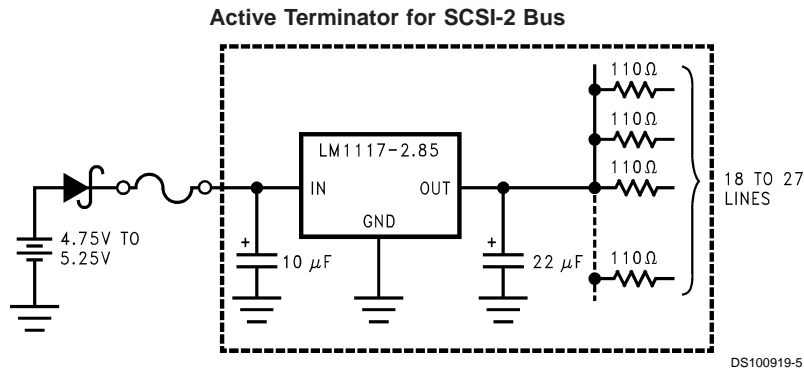 Active Terminator for SCSI-2 Bus
110Ω
110Ω
LM1117-2.85
110Ω
IN
OUT
18 TO 27
LINES
GND
+
+
4.75V TO
5.25V
10 μF
22 μF
110Ω
DS100919-5